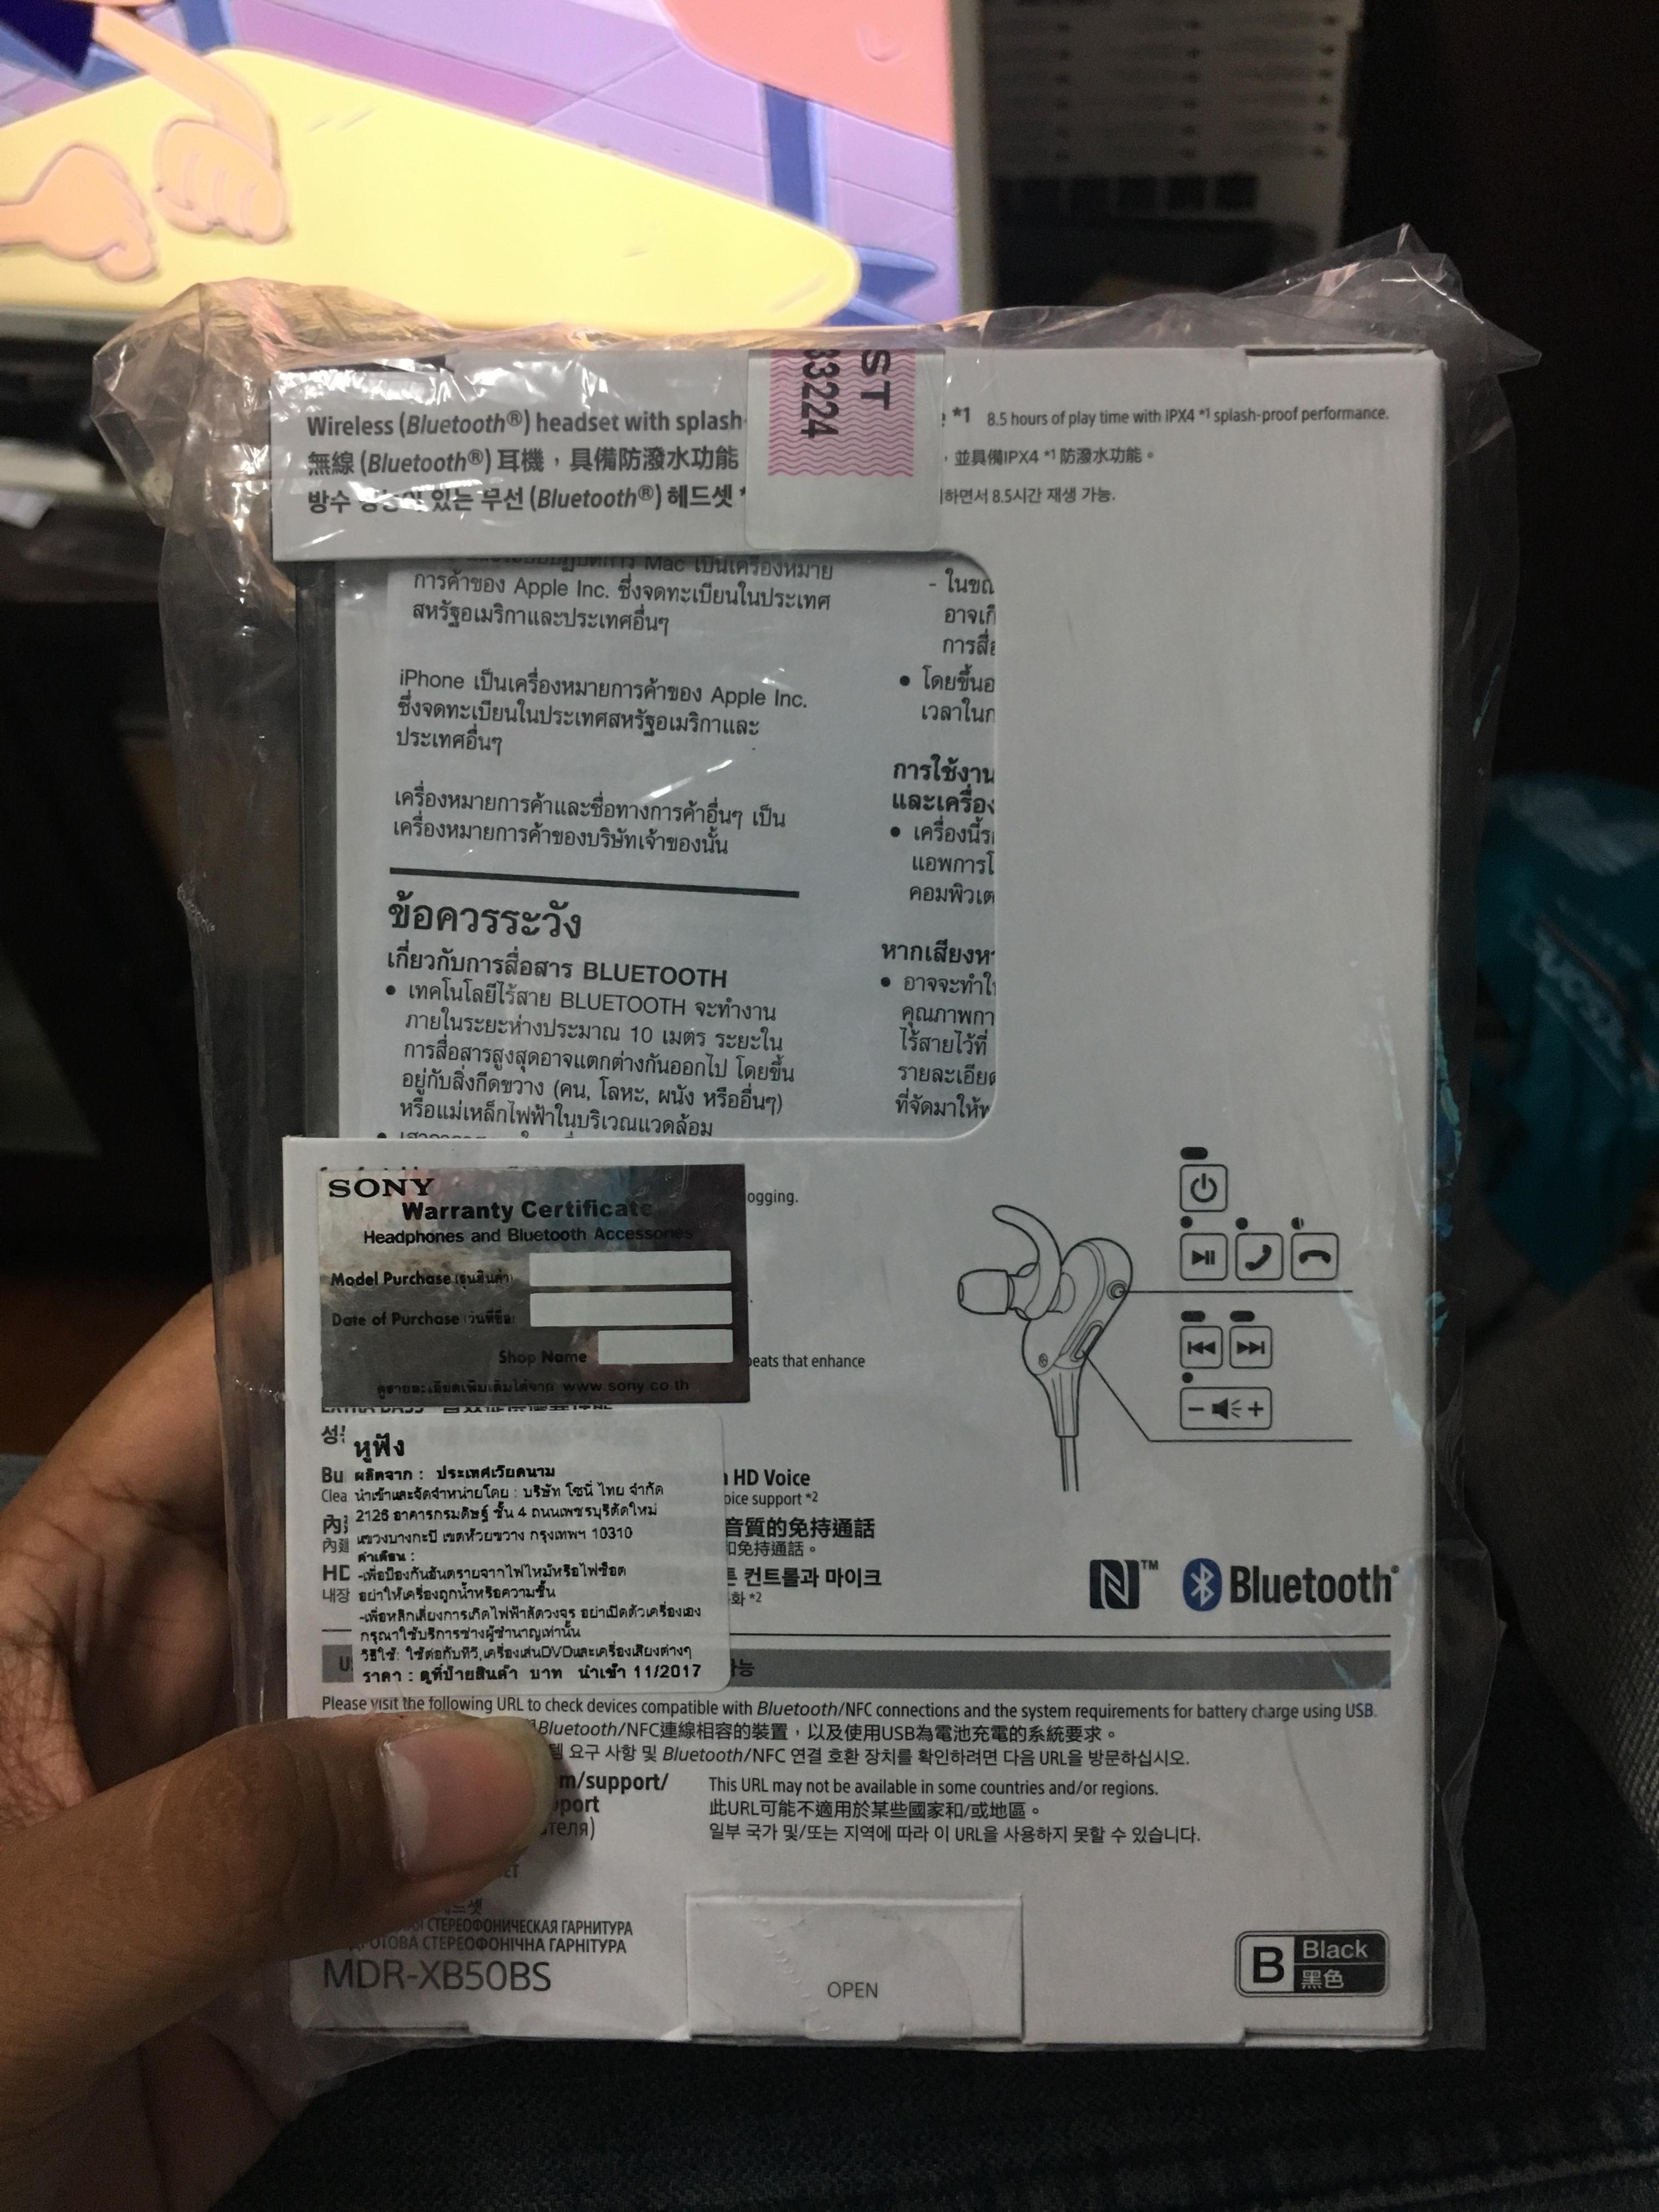 Wireless (Bluetooth®) headset with splash-
*1 8.5 hours of play time with IPX4 *1 splash-proof performance.
無線 (Bluetooth®) 耳機，具備防潑水功能
，並具備IPX4 *1 防潑水功能。
방수 있는 무선 (Bluetooth®) 헤드셋 *
하면서 8.5시간 재생 가능.
ST
33224
Mac เป็นเครื่องหมาย
การค้าของ Apple Inc. ซึ่งจดทะเบียนในประเทศ
สหรัฐอเมริกาและประเทศอื่นๆ
iPhone เป็นเครื่องหมายการค้าของ Apple Inc.
ซึ่งจดทะเบียนในประเทศสหรัฐอเมริกาและ
ประเทศอื่นๆ
เครื่องหมายการค้าและชื่อทางการค้าอื่นๆ เป็น
เครื่องหมายการค้าของบริษัทเจ้าของนั้น
ข้อควรระวัง
เกี่ยวกับการสื่อสาร BLUETOOTH
• เทคโนโลยีไร้สาย BLUETOOTH จะทำงาน
ภายในระยะห่างประมาณ 10 เมตร ระยะใน
การสื่อสารสูงสุดอาจแตกต่างกันออกไป โดยขึ้น
อยู่กับสิ่งกีดขวาง (คน, โลหะ, ผนัง หรืออื่นๆ)
หรือแม่เหล็กไฟฟ้าในบริเวณแวดล้อม
- ในขณ
อาจเกิ
การสื่อ
• โดยขึ้นอ
เวลาในก
การใช้งาน
และเครื่อง
• เครื่องนี้ร
แอพการโ
คอมพิวเต
หากเสียงห
• อาจจะทำใ
คุณภาพกา
ไร้สายไว้ที่
รายละเอียด
ที่จัดมาให้พ
SONY
Warranty Certificate
Headphones and Bluetooth Accessories
Model Purchase (รุ่นสินค้า)
Date of Purchase (วันที่ซื้อ)
Shop Name
ดูรายละเอียดเพิ่มเติมได้จาก www.sony.co.th
ogging.
beats that enhance
หูฟัง
ผลิตจาก : ประเทศเวียดนาม
นำเข้าและจัดจำหน่ายโดย : บริษัท โซนี่ ไทย จำกัด
2126 อาคารกรมดิษฐ์ ชั้น 4 ถนนเพชรบุรีตัดใหม่
แขวงบางกะปิ เขตห้วยขวาง กรุงเทพฯ 10310
คำเตือน :
-เพื่อป้องกันอันตรายจากไฟไหม้หรือไฟช็อต
อย่าให้เครื่องถูกน้ำหรือความชื้น
-เพื่อหลีกเลี่ยงการเกิดไฟฟ้าลัดวงจร อย่าเปิดตัวเครื่องเอง
กรุณาใช้บริการช่างผู้ชำนาญเท่านั้น
วิธีใช้: ใช้ต่อกับทีวี,เครื่องเล่นDVDและเครื่องเสียงต่างๆ
ราคา : ดูที่ป้ายสินค้า บาท นำเข้า 11/2017
Bu
Clea
HD
HD Voice
oice support *2
音質的免持通話
和免持通話。
컨트롤과 마이크
화 *2
N™ Bluetooth®
Please visit the following URL to check devices compatible with Bluetooth/NFC connections and the system requirements for battery charge using USB.
Bluetooth/NFC連線相容的裝置，以及使用USB為電池充電的系統要求。
요구 사항 및 Bluetooth/NFC 연결 호환 장치를 확인하려면 다음 URL을 방문하십시오.
m/support/
pport
ателя)
This URL may not be available in some countries and/or regions.
此URL可能不適用於某些國家和/或地區。
일부 국가 및/또는 지역에 따라 이 URL을 사용하지 못할 수 있습니다.
드셋
СТЕРЕОФОНИЧЕСКАЯ ГАРНИТУРА
СТЕРЕОФОНІЧНА ГАРНІТУРА
MDR-XB50BS
OPEN
B Black
黑色